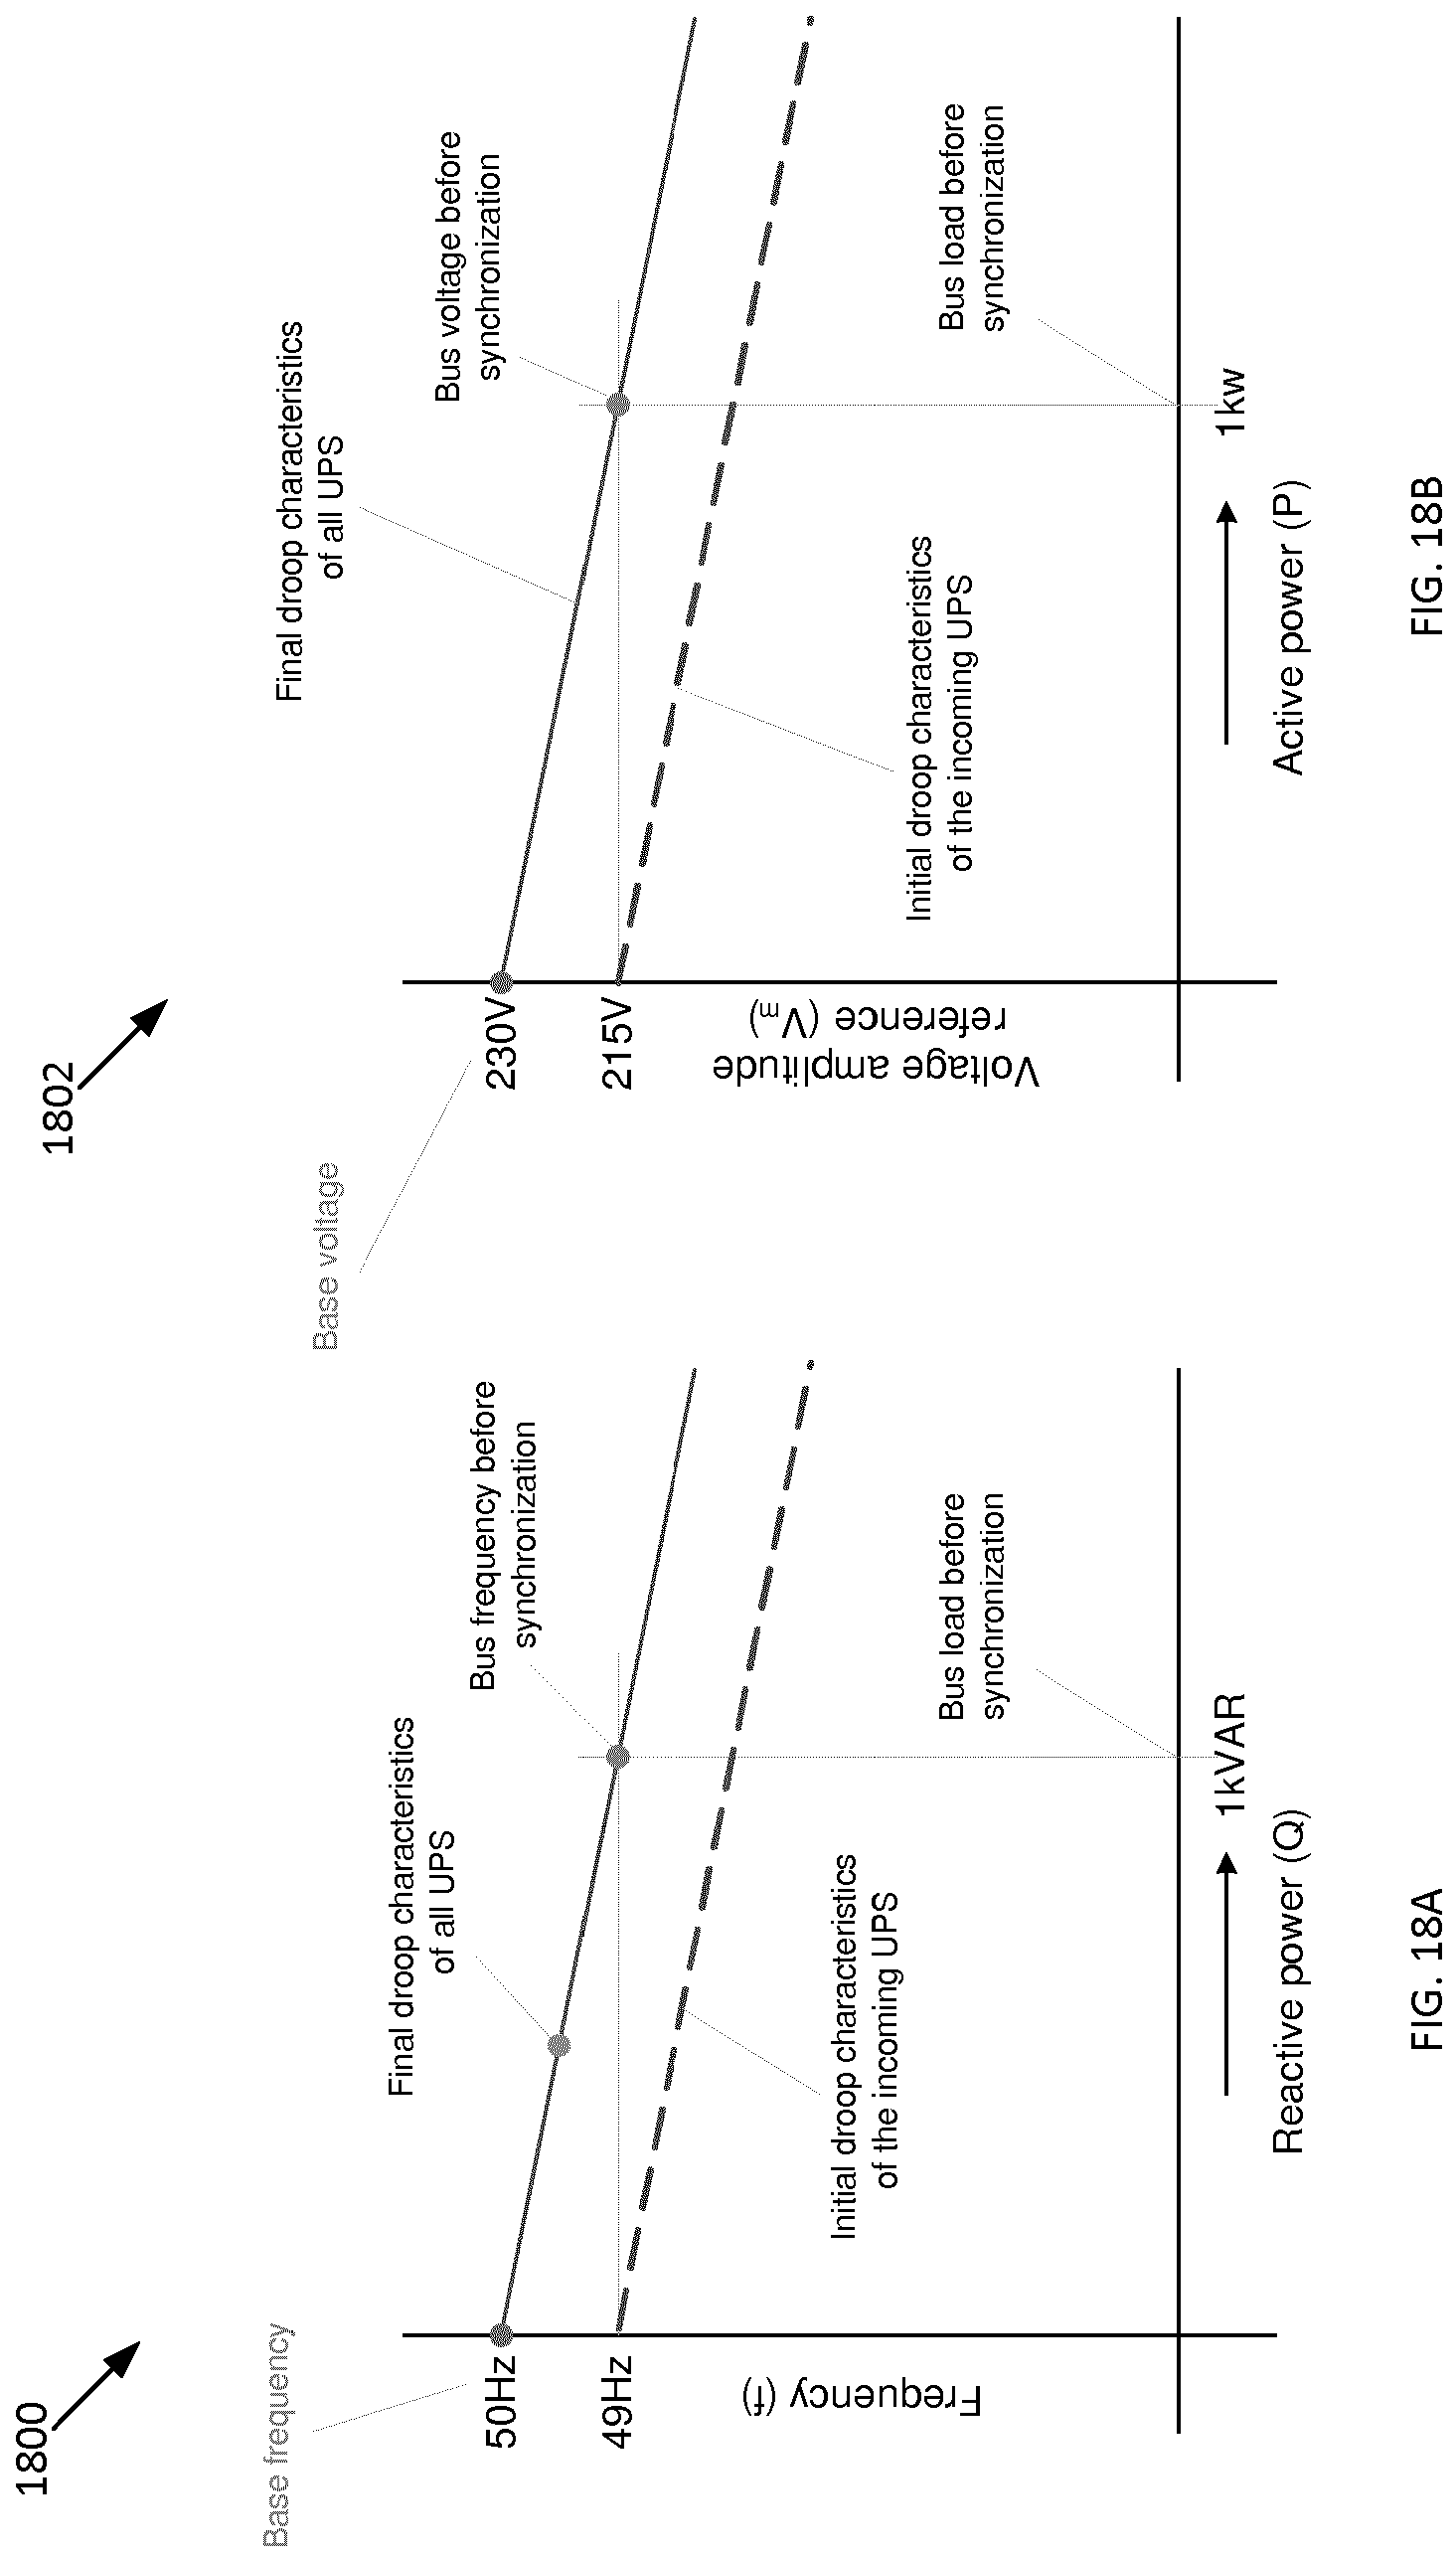 1800
Base frequency
50Hz
49Hz
Frequency (f)
Final droop characteristics
of all UPS
Bus frequency before
synchronization
Initial droop characteristics
of the incoming UPS
Bus load before
synchronization
1kVAR
Reactive power (Q)
FIG. 18A
1802
Base voltage
230V
215V
Voltage amplitude
reference (Vm)
Final droop characteristics
of all UPS
Bus voltage before
synchronization
Initial droop characteristics
of the incoming UPS
Bus load before
synchronization
1kw
Active power (P)
FIG. 18B